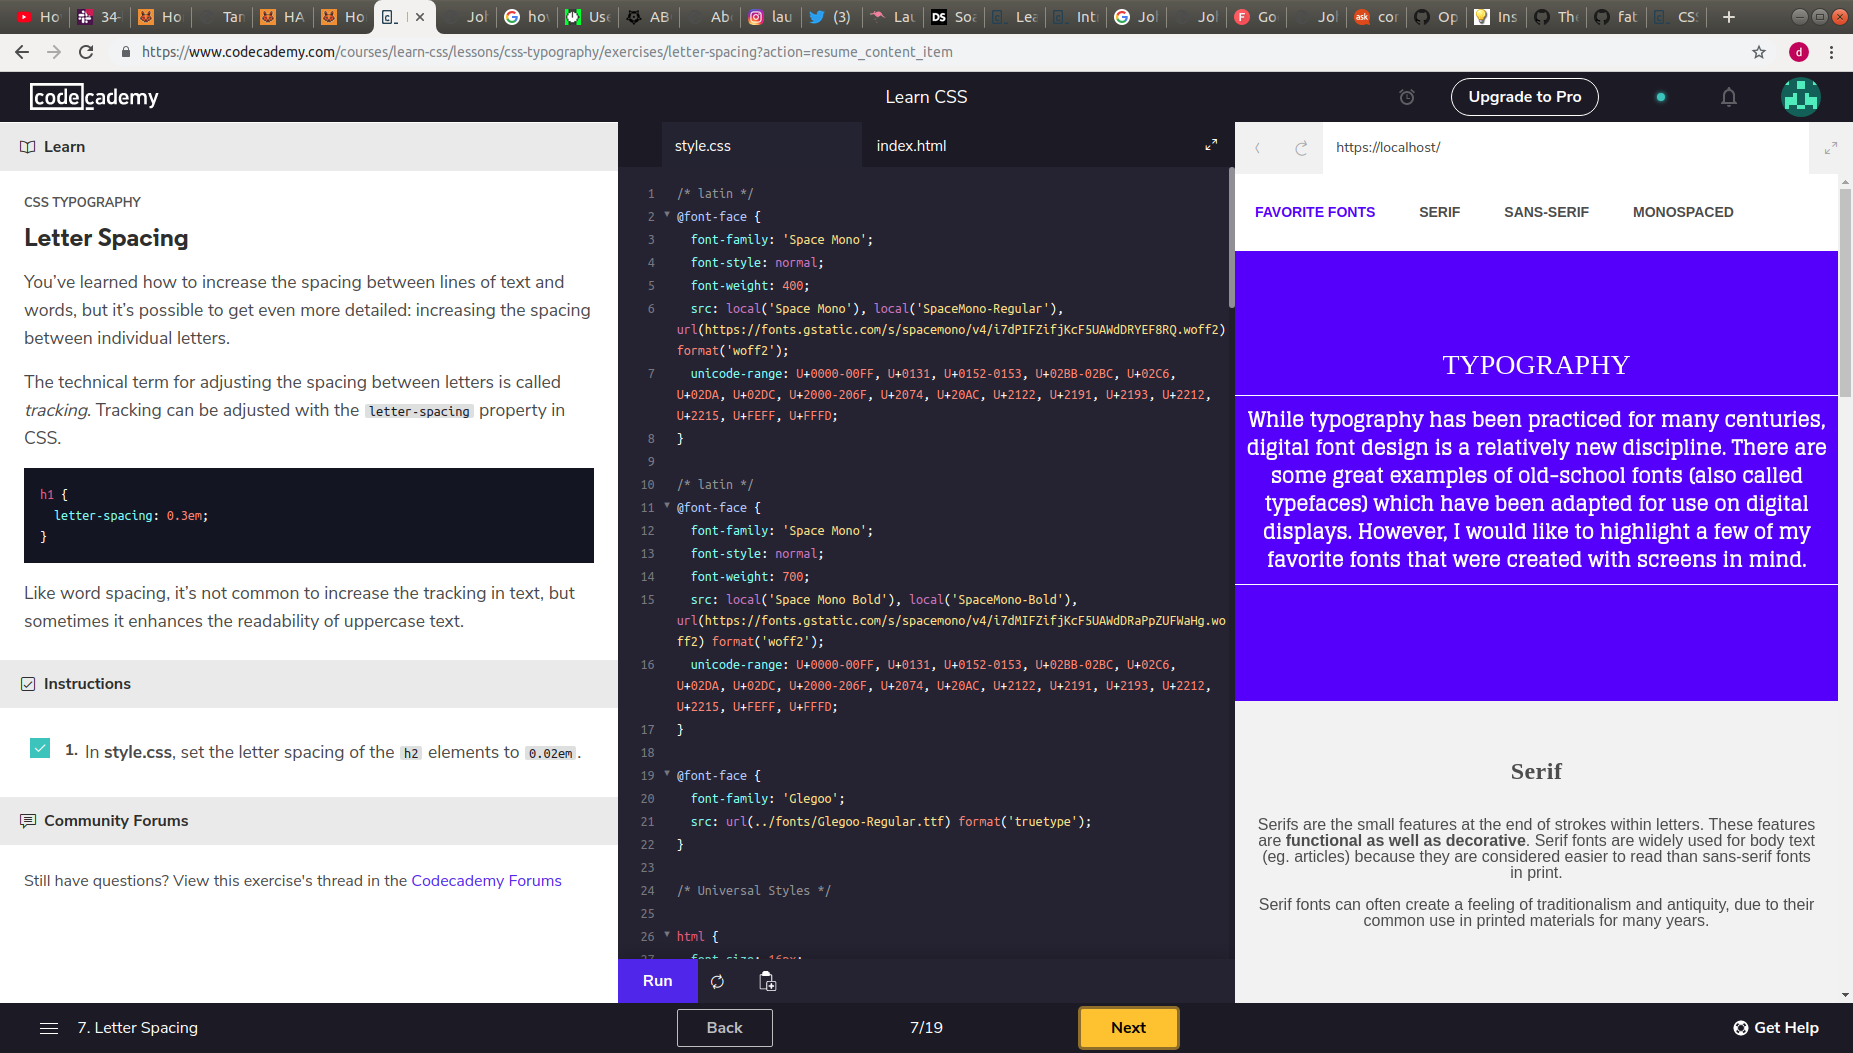 Ho
34-
Ho
Tan
HA
Ho
Joh
how
Use
AB
Abo
lau
(3)
Lau
DS Soa
Lea
Int
Joh
Joh
Go
Joh
ask cor
Op
Ins
The
fat
CSS
https://www.codecademy.com/courses/learn-css/lessons/css-typography/exercises/letter-spacing?action=resume_content_item
d
codecademy
Learn CSS
Upgrade to Pro
Learn
CSS TYPOGRAPHY
Letter Spacing
You’ve learned how to increase the spacing between lines of text and
words, but it’s possible to get even more detailed: increasing the spacing
between individual letters.
The technical term for adjusting the spacing between letters is called
tracking. Tracking can be adjusted with the letter-spacing property in
CSS.
h1 {
letter-spacing: 0.3em;
}
Like word spacing, it’s not common to increase the tracking in text, but
sometimes it enhances the readability of uppercase text.
Instructions
1. In style.css, set the letter spacing of the h2 elements to 0.02em.
Community Forums
Still have questions? View this exercise's thread in the Codecademy Forums
style.css
index.html
1 /* latin */
2 @font-face {
3 font-family: 'Space Mono';
4 font-style: normal;
5 font-weight: 400;
6 src: local('Space Mono'), local('SpaceMono-Regular'),
url(https://fonts.gstatic.com/s/spacemono/v4/i7dPIFZifjKcF5UAWdDRYEF8RQ.woff2)
format('woff2');
7 unicode-range: U+0000-00FF, U+0131, U+0152-0153, U+02BB-02BC, U+02C6,
U+02DA, U+02DC, U+2000-206F, U+2074, U+20AC, U+2122, U+2191, U+2193, U+2212,
U+2215, U+FEFF, U+FFFD;
8 }
9
10 /* latin */
11 @font-face {
12 font-family: 'Space Mono';
13 font-style: normal;
14 font-weight: 700;
15 src: local('Space Mono Bold'), local('SpaceMono-Bold'),
url(https://fonts.gstatic.com/s/spacemono/v4/i7dMIFZifjKcF5UAWdDRaPpZUFWaHg.wo
ff2) format('woff2');
16 unicode-range: U+0000-00FF, U+0131, U+0152-0153, U+02BB-02BC, U+02C6,
U+02DA, U+02DC, U+2000-206F, U+2074, U+20AC, U+2122, U+2191, U+2193, U+2212,
U+2215, U+FEFF, U+FFFD;
17 }
18
19 @font-face {
20 font-family: 'Glegoo';
21 src: url(../fonts/Glegoo-Regular.ttf) format('truetype');
22 }
23
24 /* Universal Styles */
25
26 html {
27 font-size: 16px;
Run
https://localhost/
FAVORITE FONTS
SERIF
SANS-SERIF
MONOSPACED
TYPOGRAPHY
While typography has been practiced for many centuries,
digital font design is a relatively new discipline. There are
some great examples of old-school fonts (also called
typefaces) which have been adapted for use on digital
displays. However, I would like to highlight a few of my
favorite fonts that were created with screens in mind.
Serif
Serifs are the small features at the end of strokes within letters. These features
are functional as well as decorative. Serif fonts are widely used for body text
(eg. articles) because they are considered easier to read than sans-serif fonts
in print.
Serif fonts can often create a feeling of traditionalism and antiquity, due to their
common use in printed materials for many years.
7. Letter Spacing
Back
7/19
Next
Get Help